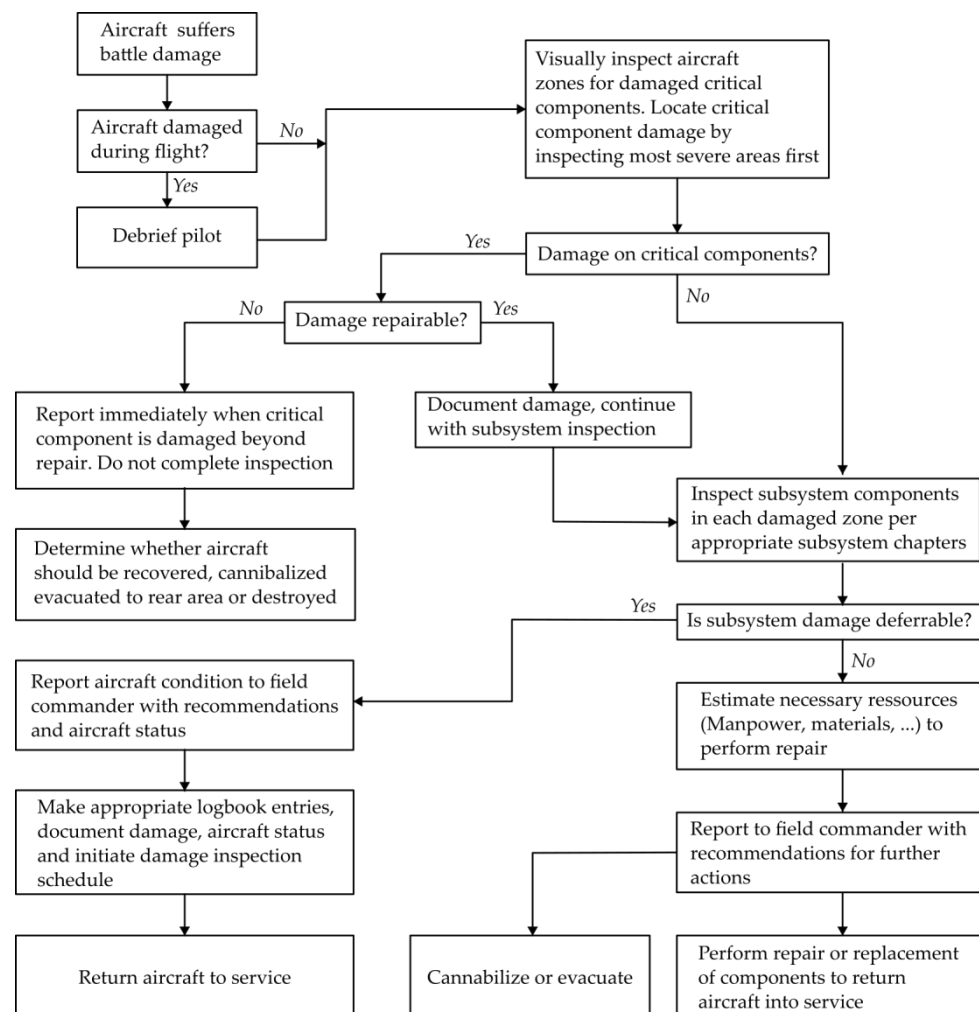 Aircraft suffers
battle damage
Aircraft damaged
during flight?
No
Yes
Debrief pilot
Visually inspect aircraft
zones for damaged critical
components. Locate critical
component damage by
inspecting most severe areas first
Damage on critical components?
Yes
No
Damage repairable?
No
Yes
Report immediately when critical
component is damaged beyond
repair. Do not complete inspection
Document damage, continue
with subsystem inspection
Determine whether aircraft
should be recovered, cannibalized
evacuated to rear area or destroyed
Inspect subsystem components
in each damaged zone per
appropriate subsystem chapters
Is subsystem damage deferrable?
Yes
No
Report aircraft condition to field
commander with recommendations
and aircraft status
Estimate necessary ressources
(Manpower, materials, ...) to
perform repair
Make appropriate logbook entries,
document damage, aircraft status
and initiate damage inspection
schedule
Report to field commander with
recommendations for further
actions
Return aircraft to service
Cannabilize or evacuate
Perform repair or replacement
of components to return
aircraft into service